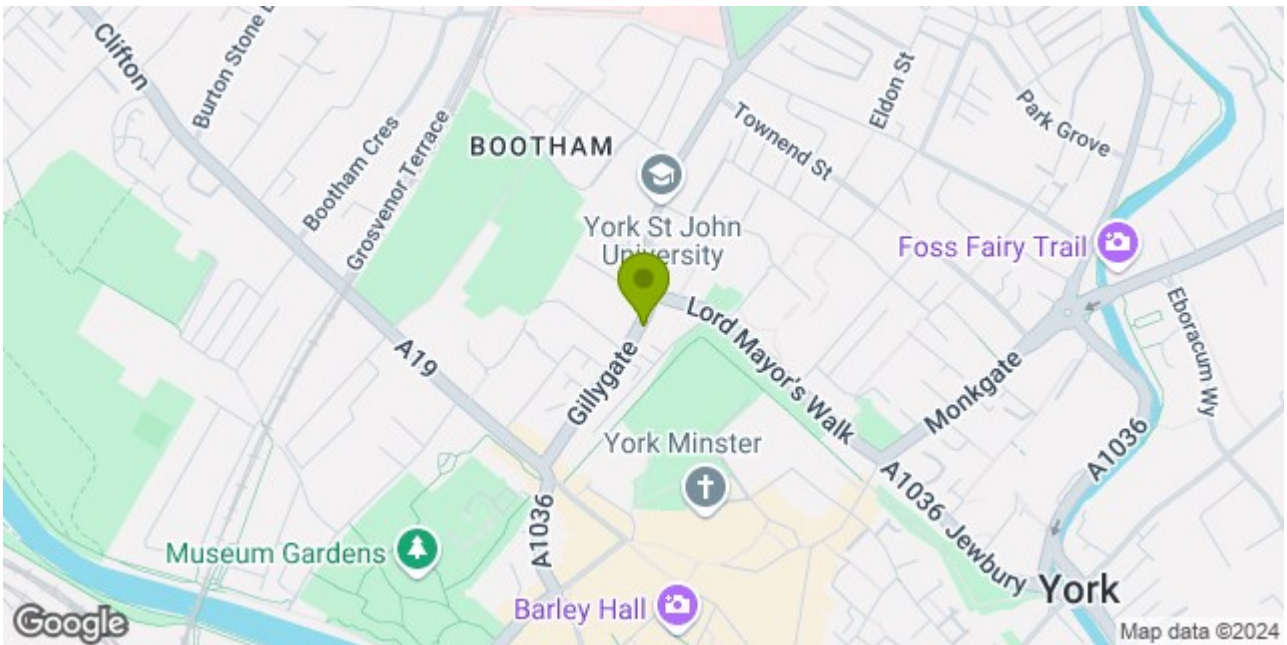 Clifton
Burton Stone L
Bootham Cres
Grosvenor Terrace
BOOTHAM
Eldon St
Park Grove
Townend St
York St John
University
Foss Fairy Trail
Lord Mayor's Walk
Eboracum Wy
A19
Gillygate
Monkgate
York Minster
A1036
A1036 Jewbury
A1036
Museum Gardens
Barley Hall
York
Google
Map data ©2024